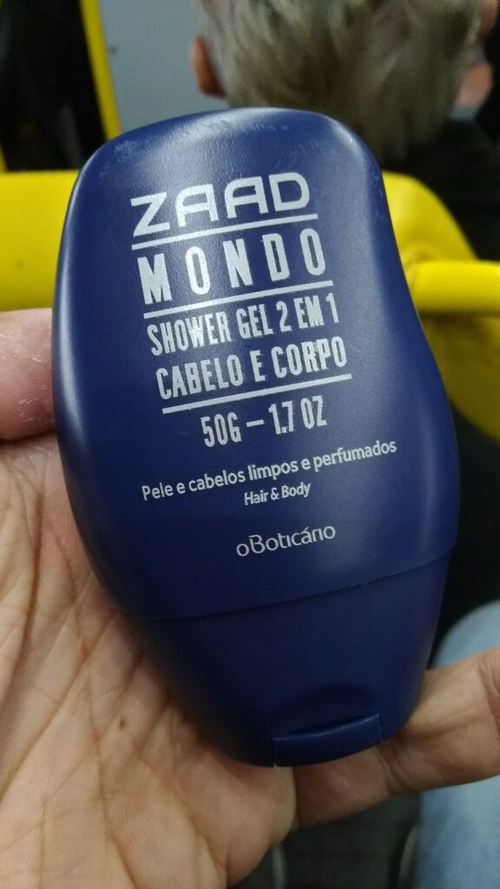 ZAAD
MONDO
SHOWER GEL 2 EM 1
CABELO E CORPO
50G – 1.7 OZ
Pele e cabelos limpos e perfumados
Hair & Body
oBoticário